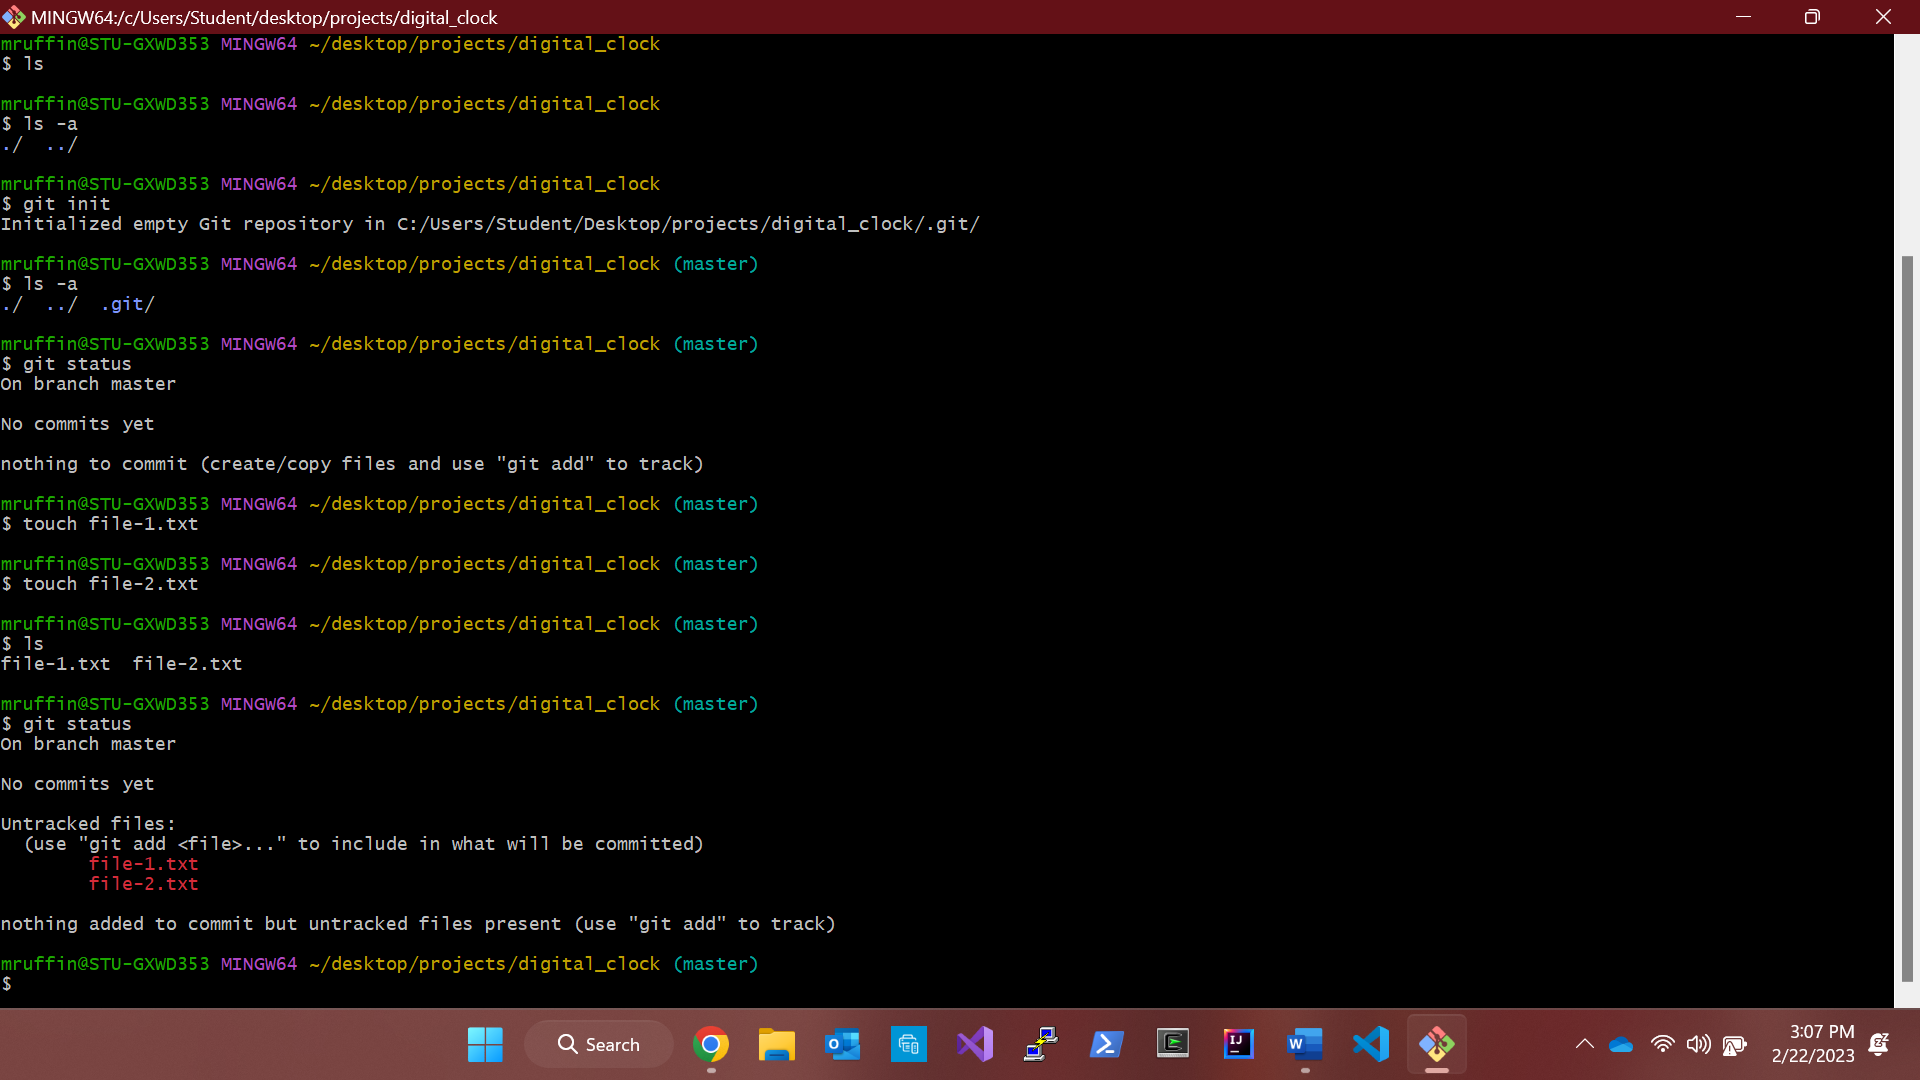 MINGW64:/c/Users/Student/desktop/projects/digital_clock
mruffin@STU-GXWD353 MINGW64 ~/desktop/projects/digital_clock
$ ls
mruffin@STU-GXWD353 MINGW64 ~/desktop/projects/digital_clock
$ ls -a
./  ../
mruffin@STU-GXWD353 MINGW64 ~/desktop/projects/digital_clock
$ git init
Initialized empty Git repository in C:/Users/Student/Desktop/projects/digital_clock/.git/
mruffin@STU-GXWD353 MINGW64 ~/desktop/projects/digital_clock (master)
$ ls -a
./  ../  .git/
mruffin@STU-GXWD353 MINGW64 ~/desktop/projects/digital_clock (master)
$ git status
On branch master
No commits yet
nothing to commit (create/copy files and use "git add" to track)
mruffin@STU-GXWD353 MINGW64 ~/desktop/projects/digital_clock (master)
$ touch file-1.txt
mruffin@STU-GXWD353 MINGW64 ~/desktop/projects/digital_clock (master)
$ touch file-2.txt
mruffin@STU-GXWD353 MINGW64 ~/desktop/projects/digital_clock (master)
$ ls
file-1.txt  file-2.txt
mruffin@STU-GXWD353 MINGW64 ~/desktop/projects/digital_clock (master)
$ git status
On branch master
No commits yet
Untracked files:
(use "git add <file>..." to include in what will be committed)
file-1.txt
file-2.txt
nothing added to commit but untracked files present (use "git add" to track)
mruffin@STU-GXWD353 MINGW64 ~/desktop/projects/digital_clock (master)
$
Search
3:07 PM
2/22/2023